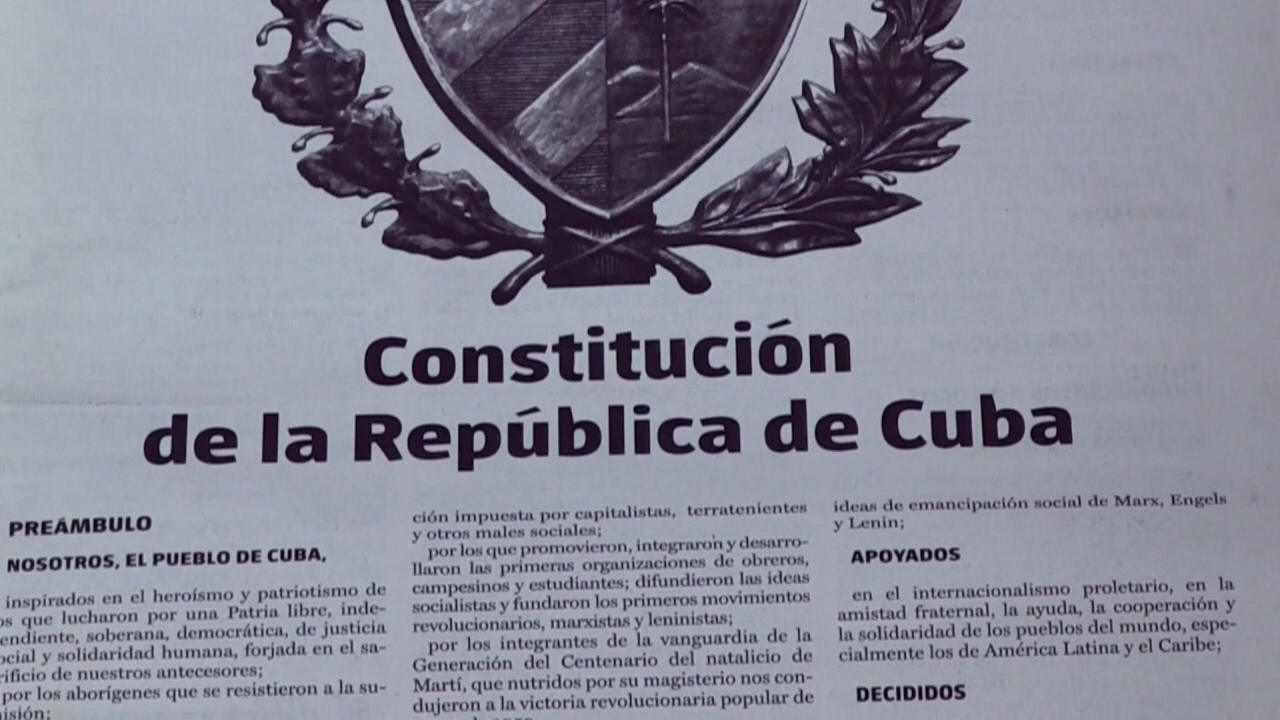 Constitución
de la República de Cuba
PREÁMBULO
NOSOTROS, EL PUEBLO DE CUBA,
inspirados en el heroísmo y patriotismo de
os que lucharon por una Patria libre, inde-
endiente, soberana, democrática, de justicia
ocial y solidaridad humana, forjada en el sa-
rificio de nuestros antecesores;
por los aborígenes que se resistieron a la su-
misión;
ción impuesta por capitalistas, terratenientes
y otros males sociales;
por los que promovieron, integraron y desarro-
llaron las primeras organizaciones de obreros,
campesinos y estudiantes; difundieron las ideas
socialistas y fundaron los primeros movimientos
revolucionarios, marxistas y leninistas;
por los integrantes de la vanguardia de la
Generación del Centenario del natalicio de
Martí, que nutridos por su magisterio nos con-
dujeron a la victoria revolucionaria popular de
ideas de emancipación social de Marx, Engels
y Lenin;
APOYADOS
en el internacionalismo proletario, en la
amistad fraternal, la ayuda, la cooperación y
la solidaridad de los pueblos del mundo, espe-
cialmente los de América Latina y el Caribe;
DECIDIDOS